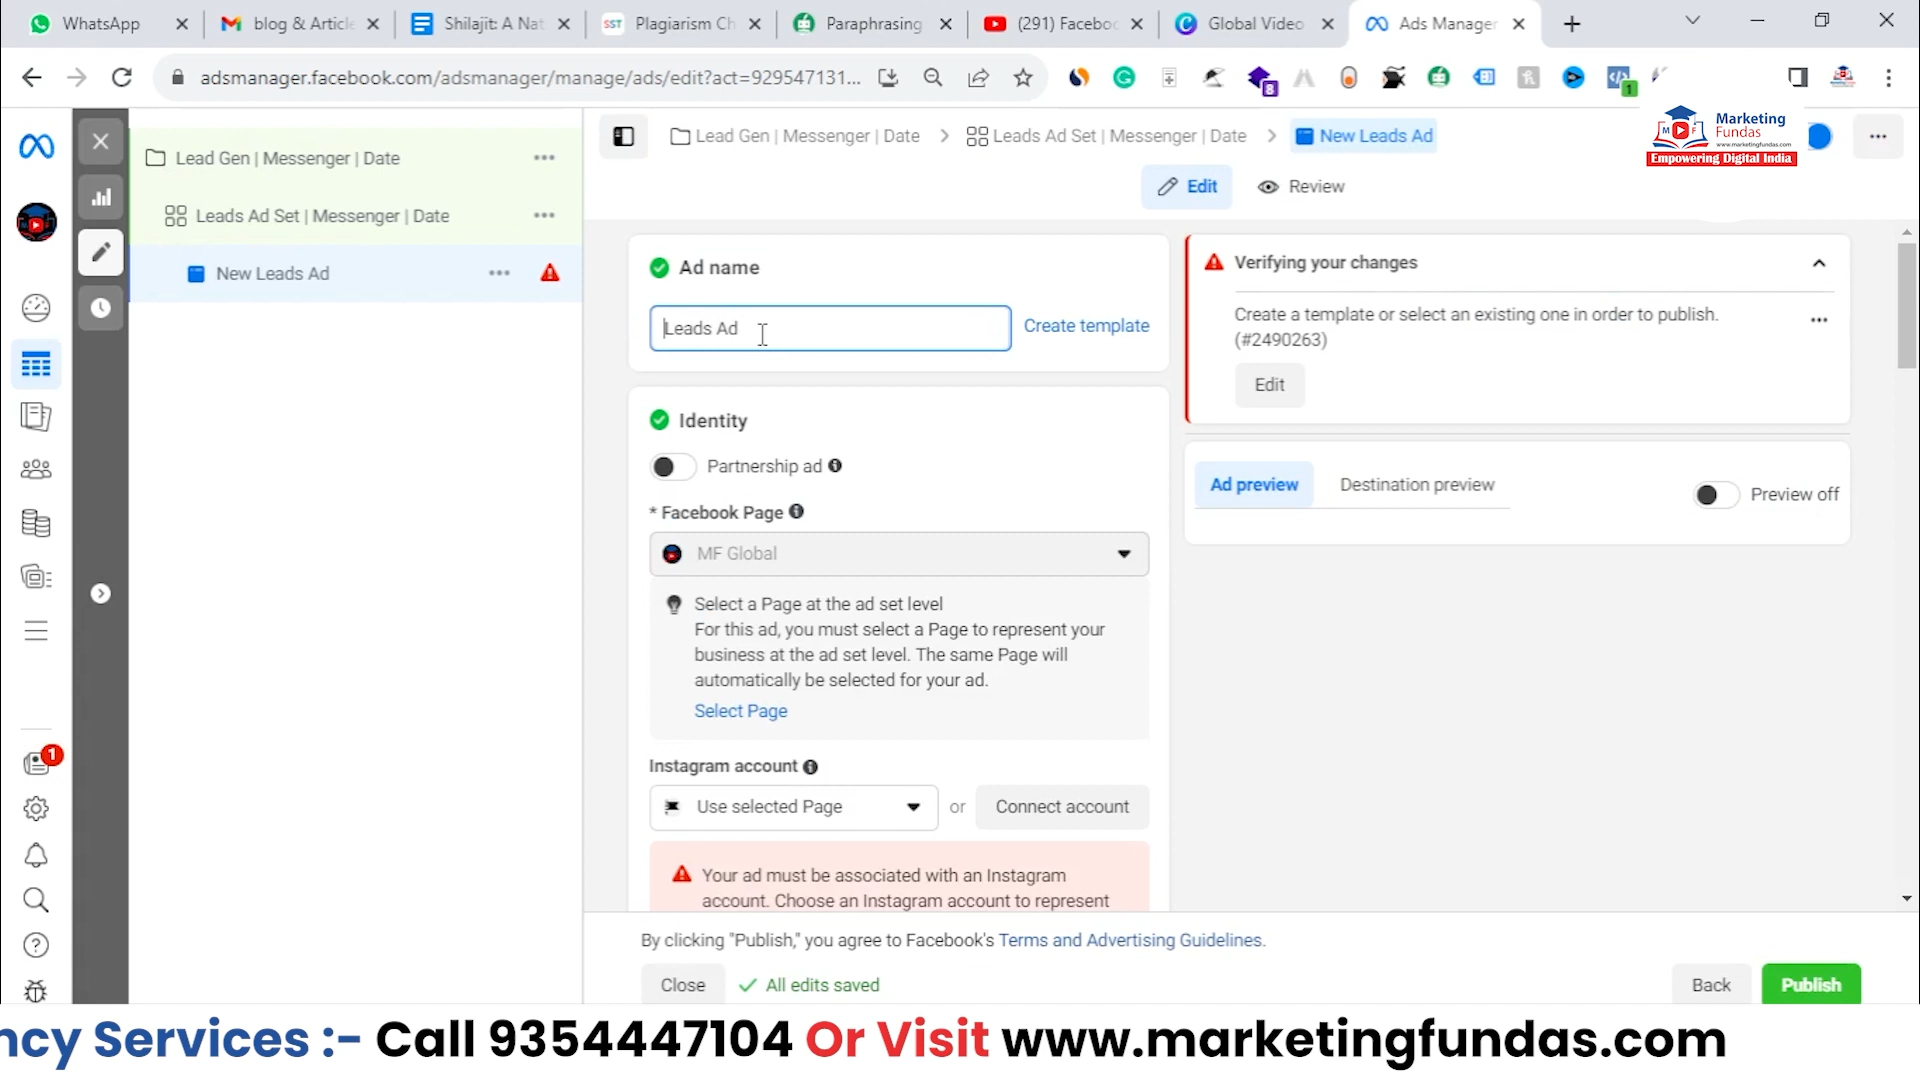 WhatsApp
blog & Article
Shilajit: A Nat
SST
Plagiarism Ch
Paraphrasing
(291) Faceboo
Global Video
Ads Manager
adsmanager.facebook.com/adsmanager/manage/ads/edit?act=929547131...
8
1
Lead Gen | Messenger | Date
Leads Ad Set | Messenger | Date
New Leads Ad
Lead Gen | Messenger | Date
Leads Ad Set | Messenger | Date
New Leads Ad
Marketing
Fundas
www.marketingfundas.com
Empowering Digital India
Edit
Review
Ad name
Leads Ad
Create template
Identity
Partnership ad
* Facebook Page
MF Global
Select a Page at the ad set level
For this ad, you must select a Page to represent your
business at the ad set level. The same Page will
automatically be selected for your ad.
Select Page
Instagram account
Use selected Page
or
Connect account
Your ad must be associated with an Instagram
account. Choose an Instagram account to represent
Verifying your changes
Create a template or select an existing one in order to publish.
(#2490263)
Edit
Ad preview
Destination preview
Preview off
1
By clicking "Publish," you agree to Facebook's Terms and Advertising Guidelines.
Close
All edits saved
Back
Publish
ncy Services :- Call 9354447104 Or Visit www.marketingfundas.com